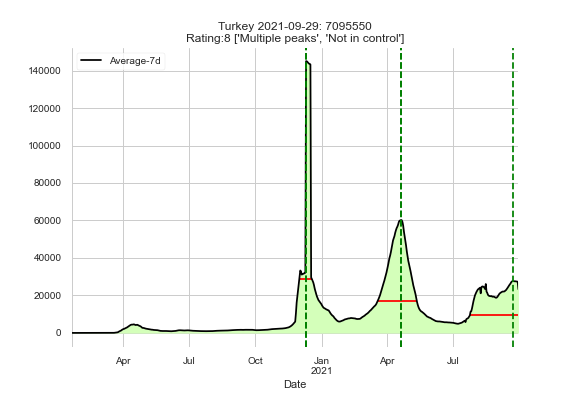 Turkey 2021-09-29: 7095550
Rating:8 ['Multiple peaks', 'Not in control']
Average-7d
140000
120000
100000
80000
60000
40000
20000
0
Apr Jul Oct Jan Apr Jul
2021
Date